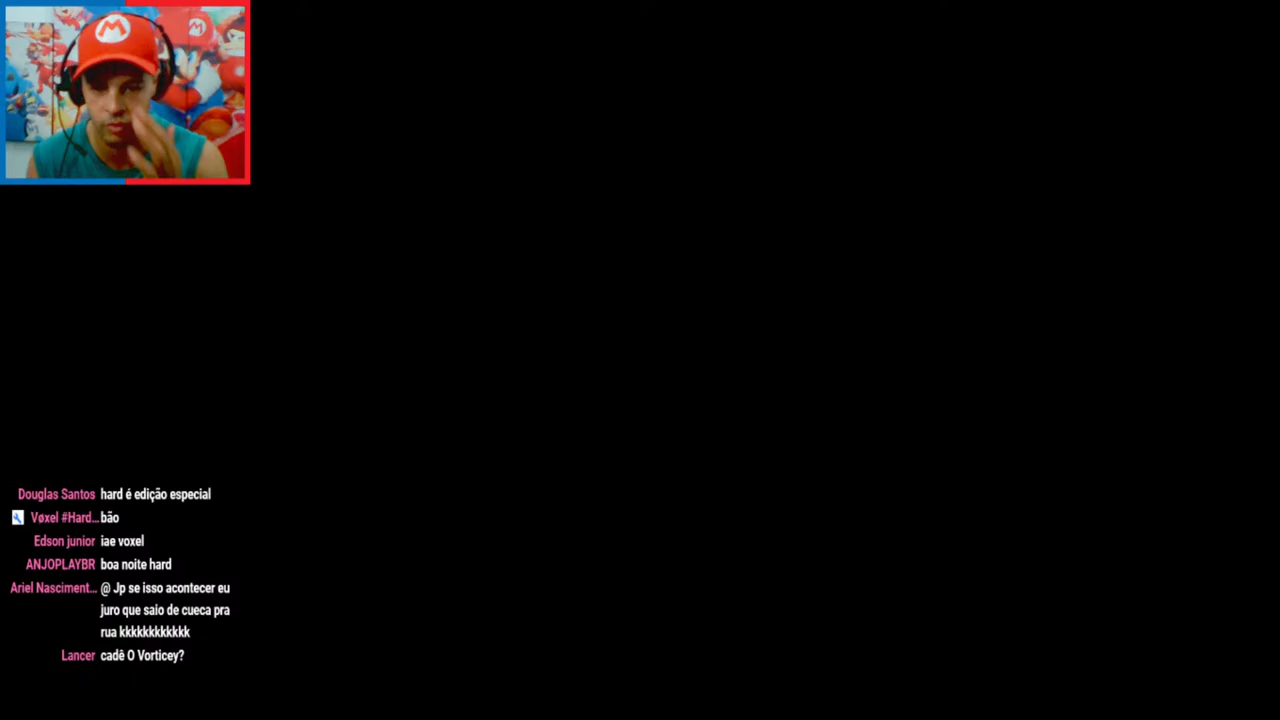 M
M
Douglas Santos hard é edição especial
Vøxel #Hard... bão
Edson junior iae voxel
ANJOPLAYBR boa noite hard
Ariel Nasciment... @ Jp se isso acontecer eu
juro que saio de cueca pra
rua kkkkkkkkkkkk
Lancer cadê O Vorticey?